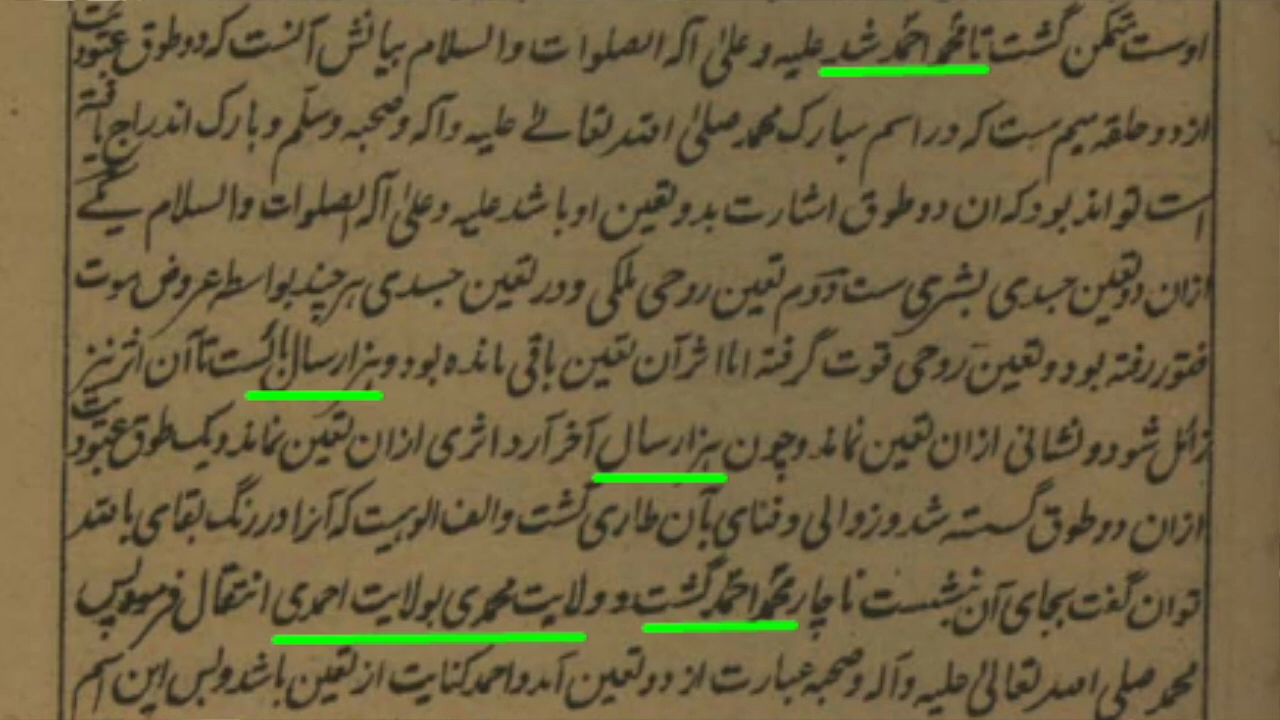 اوست متمکن گشت تا محمد احمد شد علیه و علیٰ آله الصلوات والسلام بیانش آنست که دو طوق عبودیت
از دو حلقه میم ست که در اسم مبارک محمد صلی الله تعالے علیه وآله وصحبه وسلم وبارک اندراج یافته
است تواند بود که ان دو طوق اشارت بدو تعین او باشد علیه وعلیٰ آله الصلوات والسلام یکے
ازان دو تعین جسدی بشری ست و دوم تعین روحی ملکی و در تعین جسدی هر چند بواسطه عروض موت
فتور رفته بود و تعین روحی قوت گرفته اما اثر آن تعین باقی مانده بود و هزار سال بایست تا آن اثر نیز
زائل شود و نشانی ازان تعین نماند و چون هزار سال آخر آرد اثری ازان تعین نماند و یک طوق عبودیت
ازان دو طوق گسسته شد و زوالی و فنای بآن طاری گشت و الف الوهیت که آنرا در رنگ بقای بالله
توان گفت بجای آن نشست ناچار محمد احمد گشت و ولایت محمدی بولایت احمدی انتقال فرمود پس
محمد صلی الله تعالیٰ علیه وآله وصحبه عبارت از دو تعین آمد و احمد کنایت از تعین باشد و بس این اسم